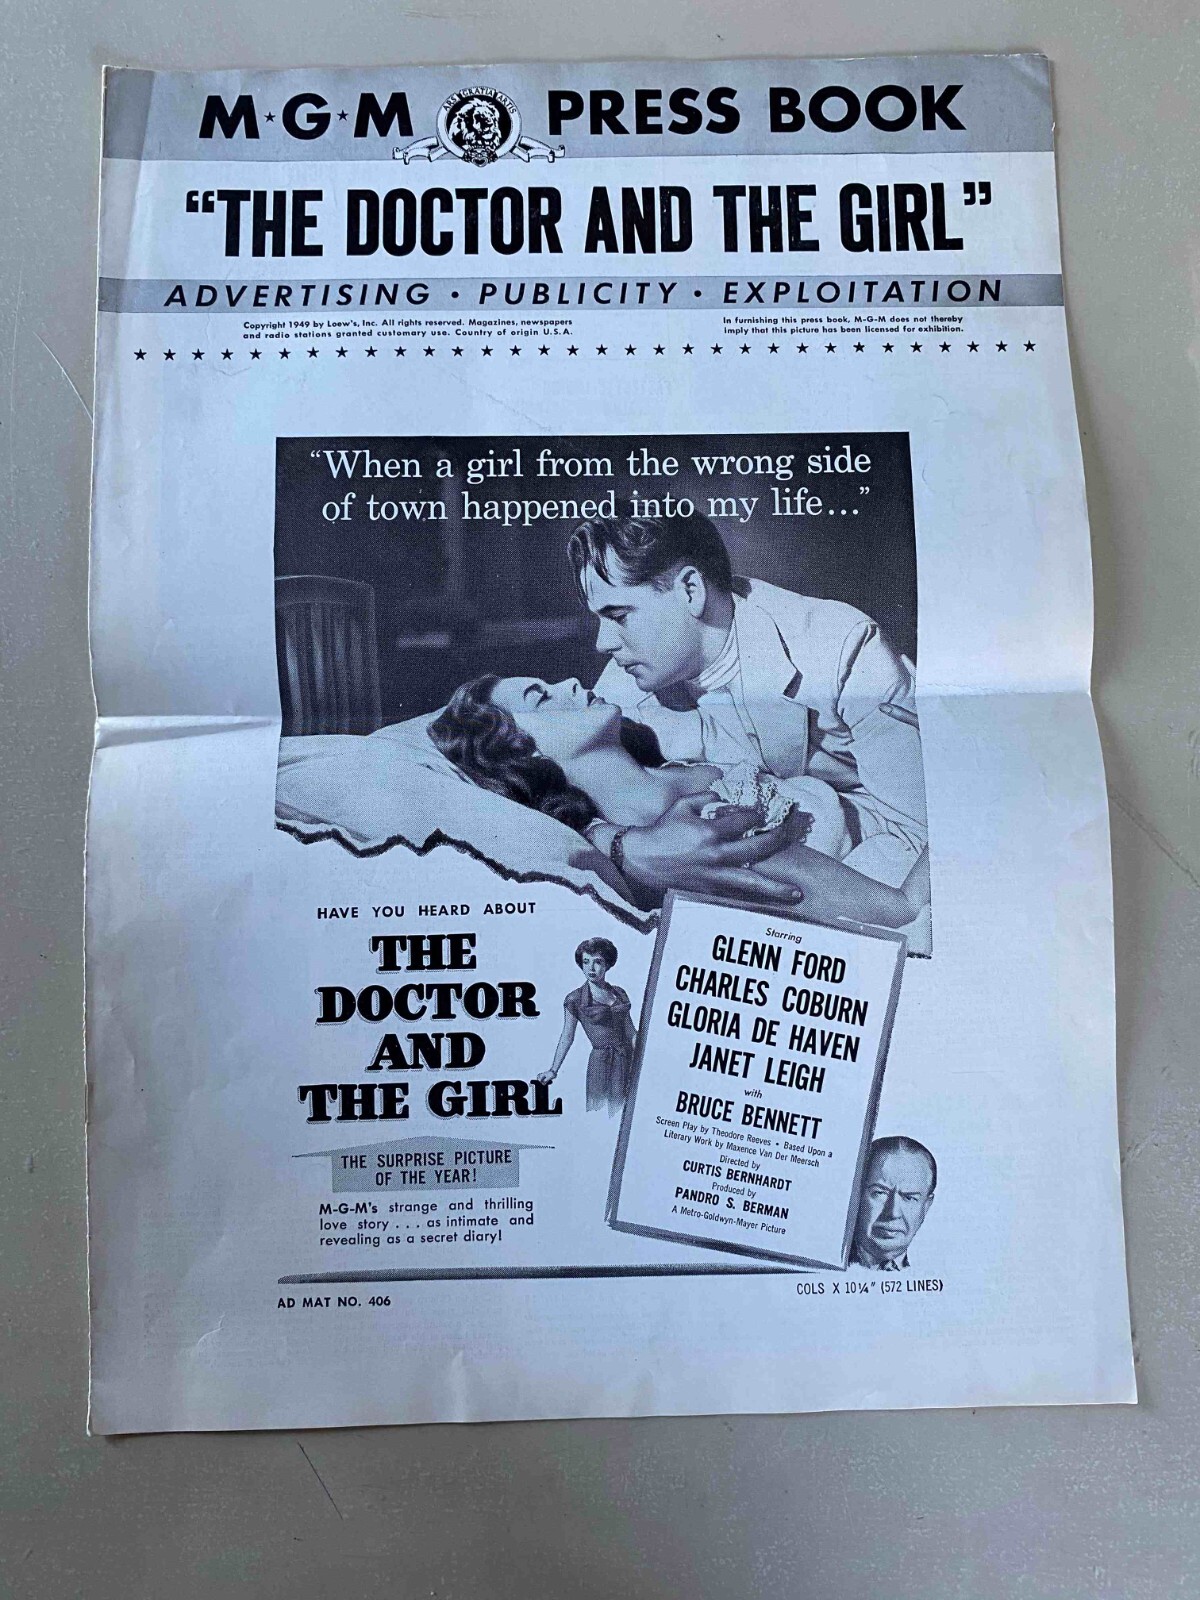 M★G★M ARS GRATIA ARTIS PRESS BOOK
“THE DOCTOR AND THE GIRL”
ADVERTISING • PUBLICITY • EXPLOITATION
Copyright 1949 by Loew's, Inc. All rights reserved. Magazines, newspapers
and radio stations granted customary use. Country of origin U.S.A.
In furnishing this press book, M-G-M does not thereby
imply that this picture has been licensed for exhibition.
“When a girl from the wrong side
of town happened into my life...”
HAVE YOU HEARD ABOUT
THE
DOCTOR
AND
THE GIRL
THE SURPRISE PICTURE
OF THE YEAR!
M-G-M's strange and thrilling
love story . . . as intimate and
revealing as a secret diary!
Starring
GLENN FORD
CHARLES COBURN
GLORIA DE HAVEN
JANET LEIGH
with
BRUCE BENNETT
Screen Play by Theodore Reeves • Based Upon a
Literary Work by Maxence Van Der Meersch
Directed by
CURTIS BERNHARDT
Produced by
PANDRO S. BERMAN
A Metro-Goldwyn-Mayer Picture
AD MAT NO. 406
COLS X 10¼" (572 LINES)